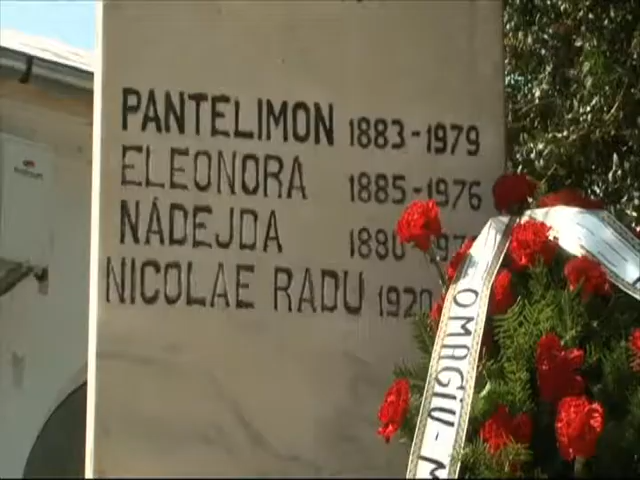 PANTELIMON 1883-1979
ELEONORA 1885-1976
NADEJDA 1880
NICOLAE RADU 1920
OMAGIU-